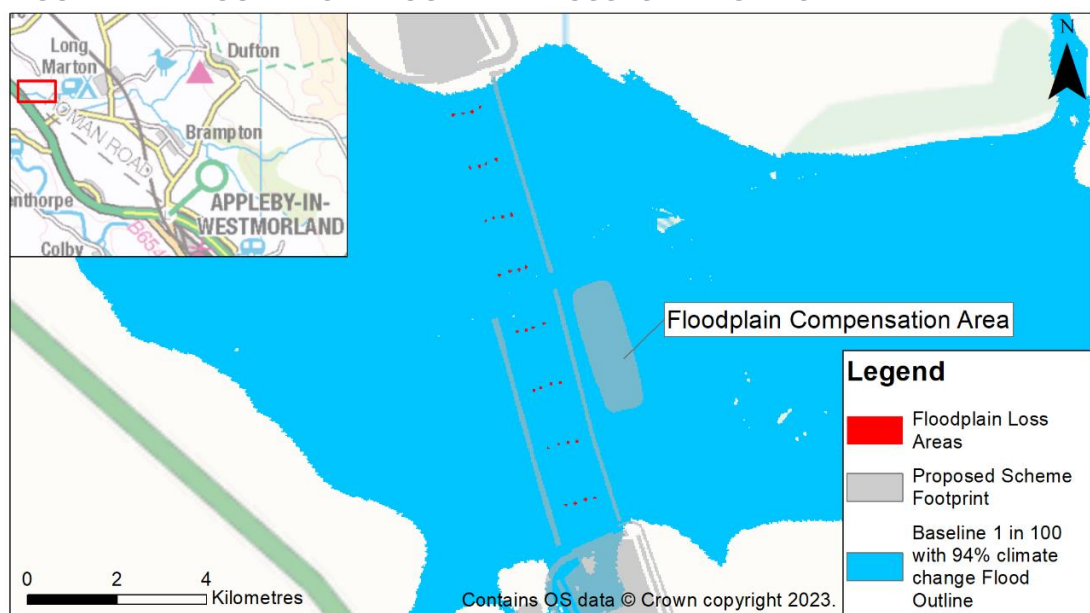 N
Long
Marton
Dufton
ROMAN ROAD
Brampton
APPLEBY-IN-
WESTMORLAND
enthorpe
Colby
B654
Floodplain Compensation Area
Legend
Floodplain Loss
Areas
Proposed Scheme
Footprint
Baseline 1 in 100
with 94% climate
change Flood
Outline
0 2 4
Kilometres
Contains OS data © Crown copyright 2023.